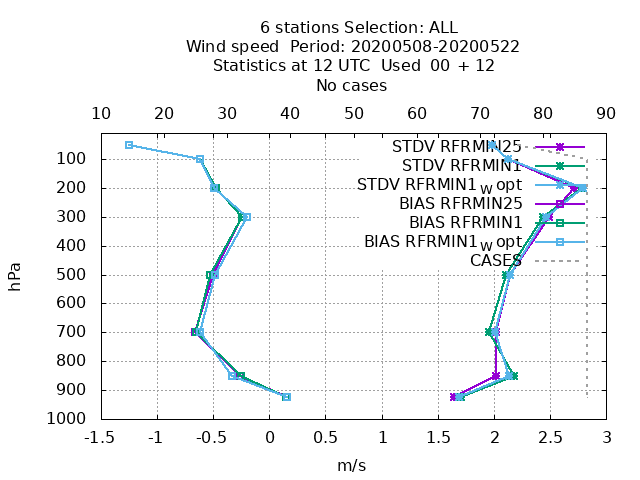 6 stations Selection: ALL
Wind speed  Period: 20200508-20200522
Statistics at 12 UTC  Used  00 + 12
No cases
10 20 30 40 50 60 70 80 90
STDV RFRMIN25
STDV RFRMIN1
STDV RFRMIN1_w opt
BIAS RFRMIN25
BIAS RFRMIN1
BIAS RFRMIN1_w opt
CASES
100
200
300
400
500
600
700
800
900
1000
hPa
-1.5 -1 -0.5 0 0.5 1 1.5 2 2.5 3
m/s